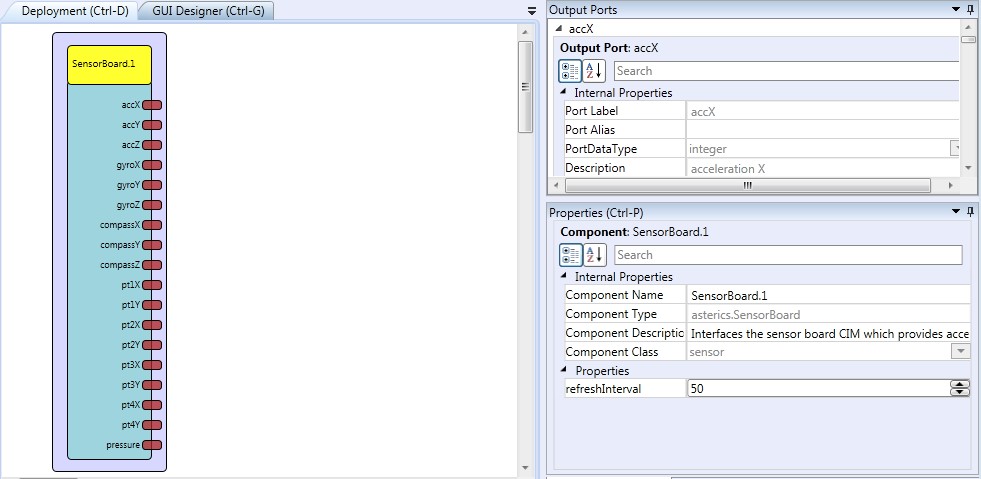 Deployment (Ctrl-D)
GUI Designer (Ctrl-G)
SensorBoard.1
accX
accY
accZ
gyroX
gyroY
gyroZ
compassX
compassY
compassZ
pt1X
pt1Y
pt2X
pt2Y
pt3X
pt3Y
pt4X
pt4Y
pressure
Output Ports
accX
Output Port: accX
A Z
Search
Internal Properties
Port Label accX
Port Alias
PortDataType integer
Description acceleration X
Properties (Ctrl-P)
Component: SensorBoard.1
A Z
Search
Internal Properties
Component Name SensorBoard.1
Component Type asterics.SensorBoard
Component Descriptio Interfaces the sensor board CIM which provides acce
Component Class sensor
Properties
refreshInterval 50